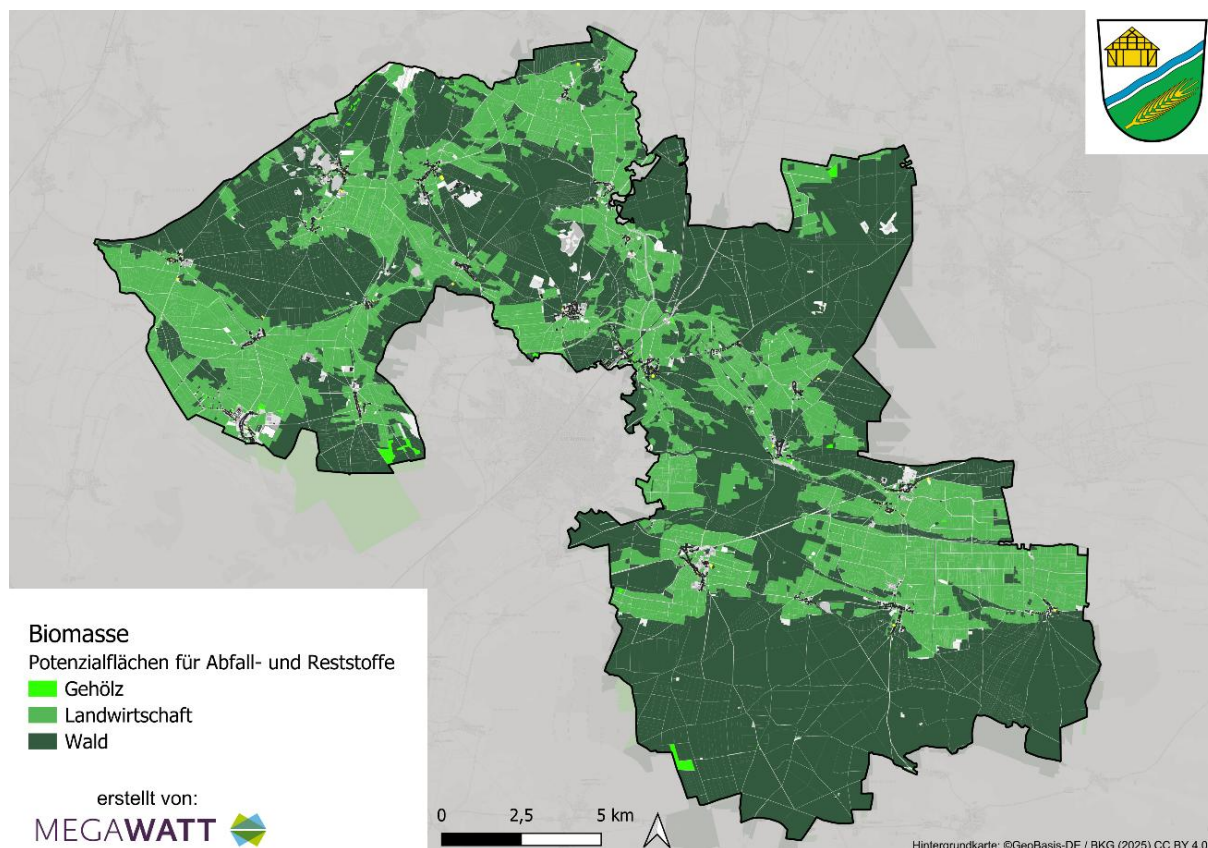 Biomasse
Potenzialflächen für Abfall- und Reststoffe
Gehölz
Landwirtschaft
Wald
erstellt von:
MEGAWATT
0 2,5 5 km
Hintergrundkarte: ©GeoBasis-DE / BKG (2025) CC BY 4.0